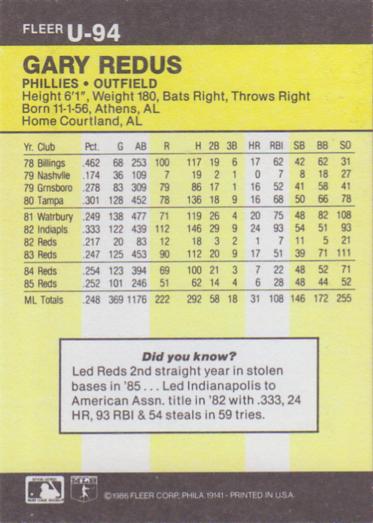 FLEER U-94
GARY REDUS
PHILLIES • OUTFIELD
Height 6'1", Weight 180, Bats Right, Throws Right
Born 11-1-56, Athens, AL
Home Courtland, AL
Yr. Club Pct. G AB R H 2B 3B HR RBI SB BB SO
78 Billings .462 68 253 100 117 19 6 17 62 42 62 31
79 Nashvlle .174 36 109 7 19 2 1 0 7 8 18 27
79 Grnsboro .278 83 309 79 86 17 1 16 52 41 58 41
80 Tampa .301 128 452 78 136 18 9 16 68 50 66 78
81 Watrbury .249 138 477 71 119 26 4 20 75 48 82 108
82 Indiapls .333 122 439 112 146 29 9 24 93 54 51 93
82 Reds .217 20 83 12 18 3 2 1 7 11 5 21
83 Reds .247 125 453 90 112 20 9 17 51 39 71 111
84 Reds .254 123 394 69 100 21 3 7 22 48 52 71
85 Reds .252 101 246 51 62 14 4 6 28 48 44 52
ML Totals .248 369 1176 222 292 58 18 31 108 146 172 255
Did you know?
Led Reds 2nd straight year in stolen
bases in '85 . . . Led Indianapolis to
American Assn. title in '82 with .333, 24
HR, 93 RBI & 54 steals in 59 tries.
©1986 FLEER CORP., PHILA. 19141 - PRINTED IN U.S.A.